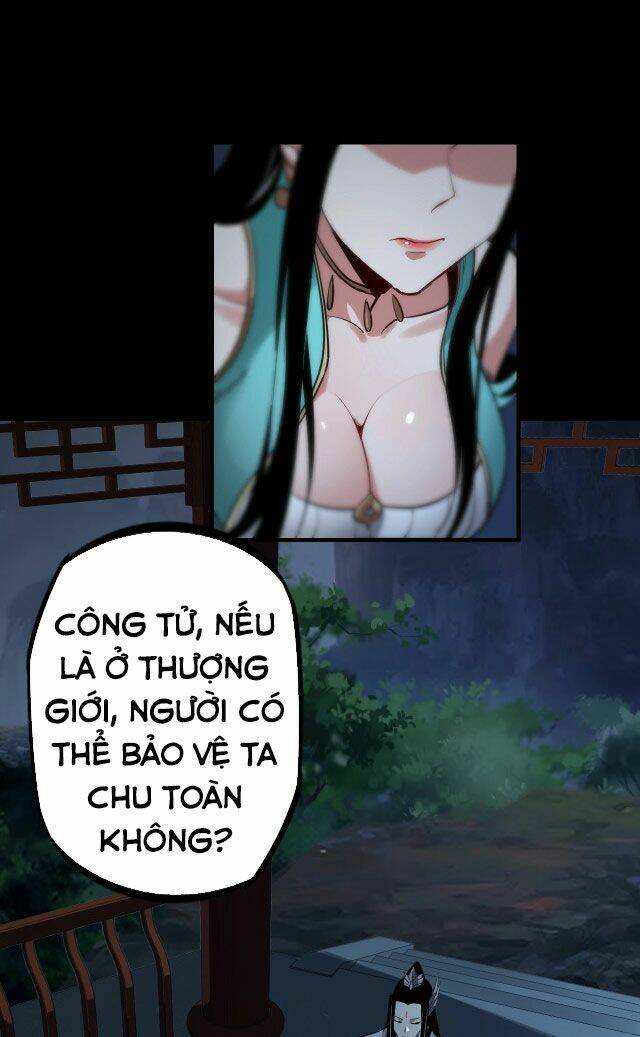 CÔNG TỬ, NẾU
LÀ Ở THƯỢNG
GIỚI, NGƯỜI CÓ
THỂ BẢO VỆ TA
CHU TOÀN
KHÔNG?